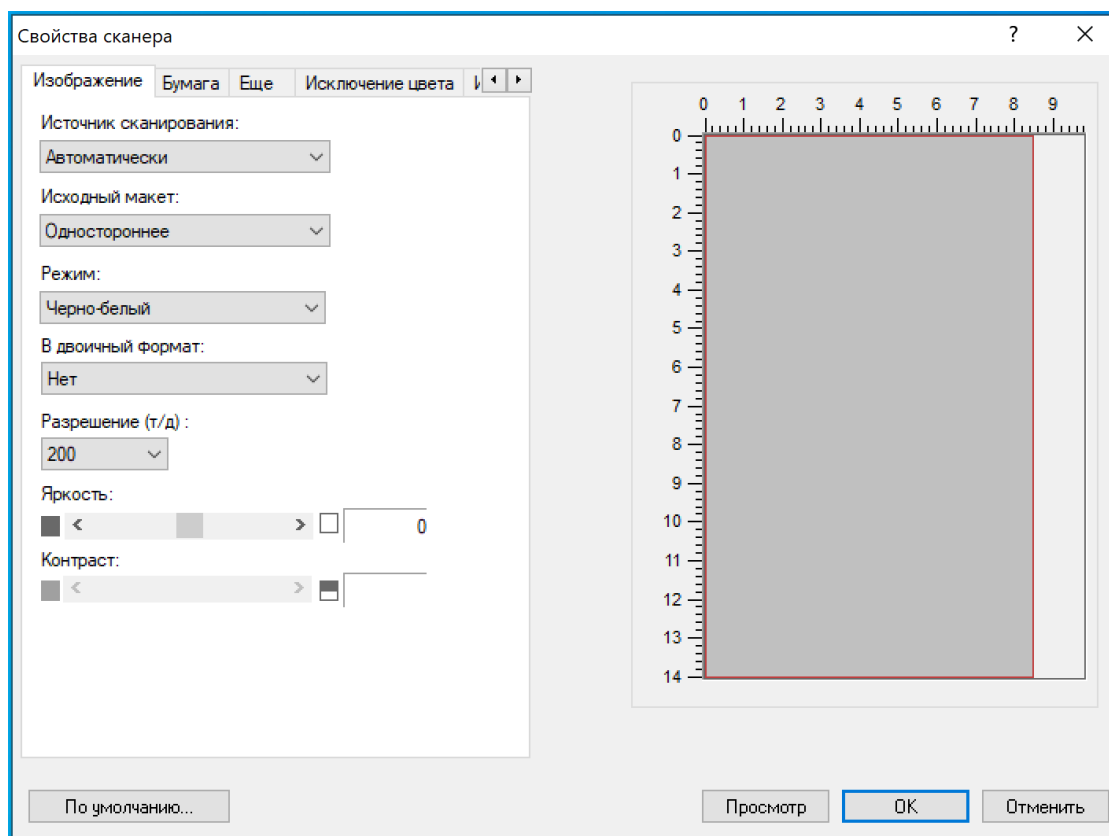 Свойства сканера
?
Изображение Бумага Еще Исключение цвета
Источник сканирования:
Автоматически
Исходный макет:
Одностороннее
Режим:
Черно-белый
В двоичный формат:
Нет
Разрешение (т/д) :
200
Яркость:
0
Контраст:
0 1 2 3 4 5 6 7 8 9
0
1
2
3
4
5
6
7
8
9
10
11
12
13
14
По умолчанию...
Просмотр
OK
Отменить